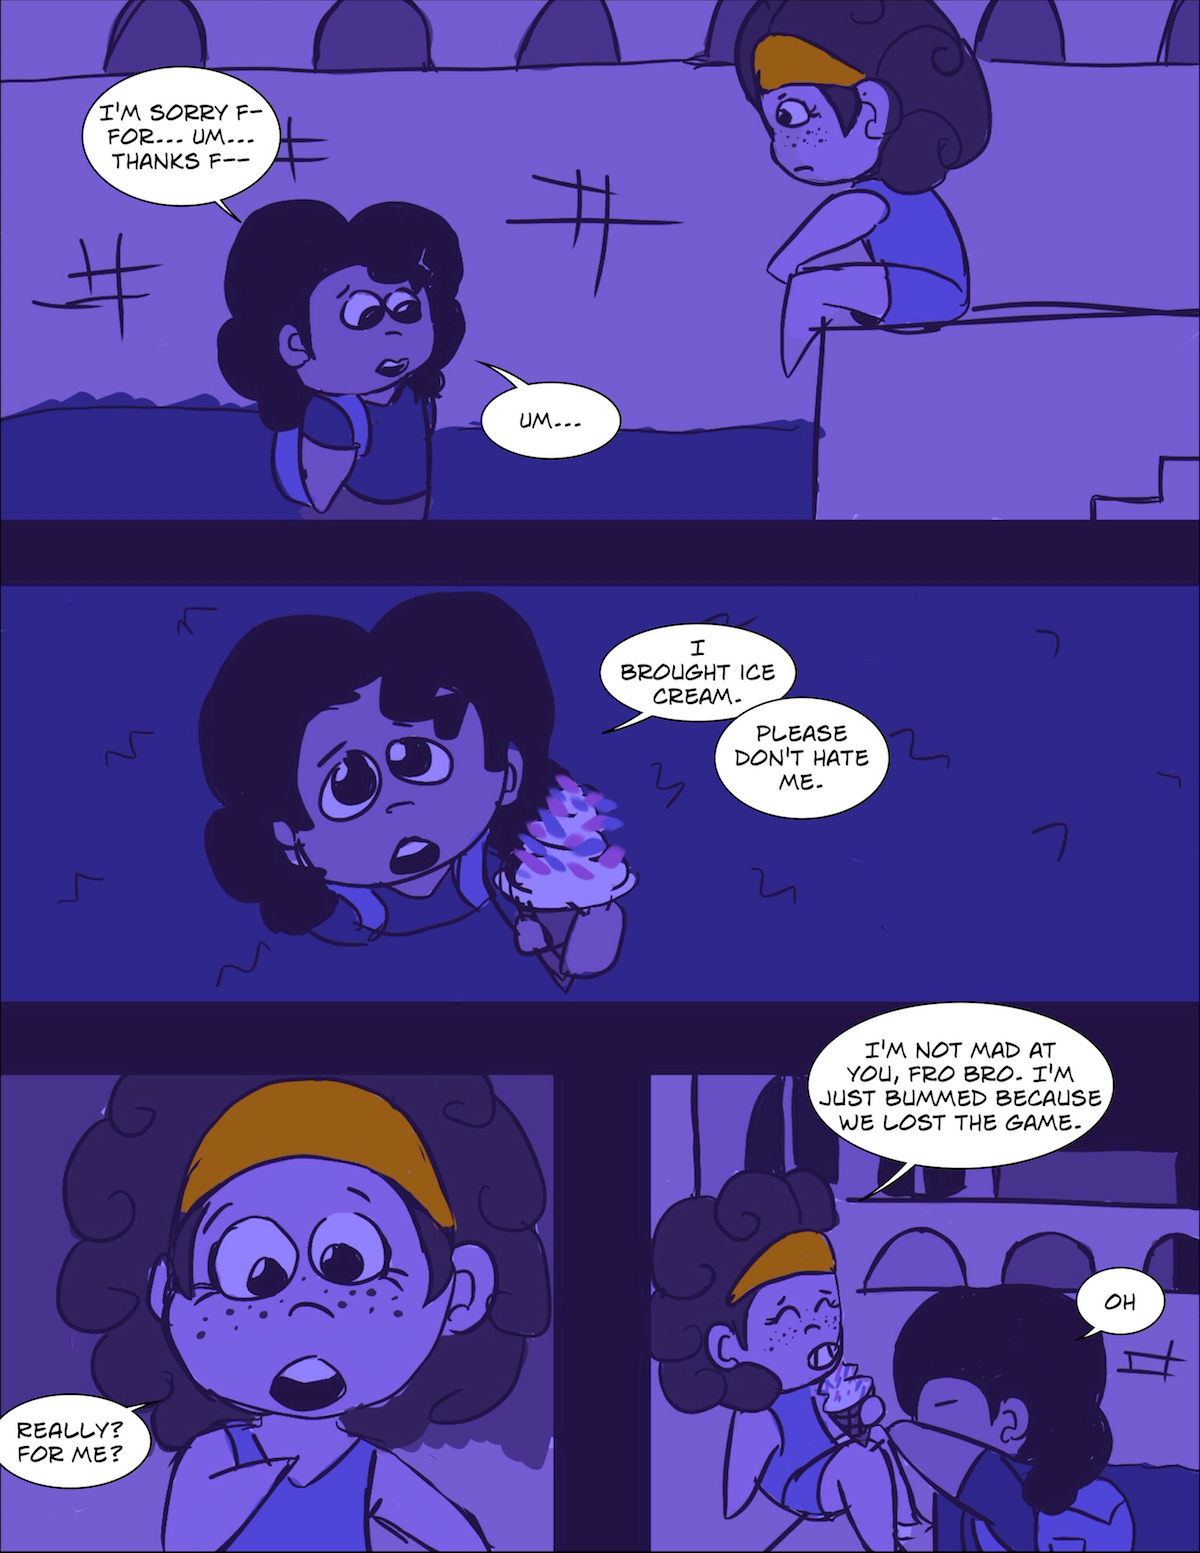 I'M SORRY F-
FOR... UM...
THANKS F--
UM...
I
BROUGHT ICE
CREAM.
PLEASE
DON'T HATE
ME.
REALLY?
FOR ME?
I'M NOT MAD AT
YOU, FRO BRO. I'M
JUST BUMMED BECAUSE
WE LOST THE GAME.
OH